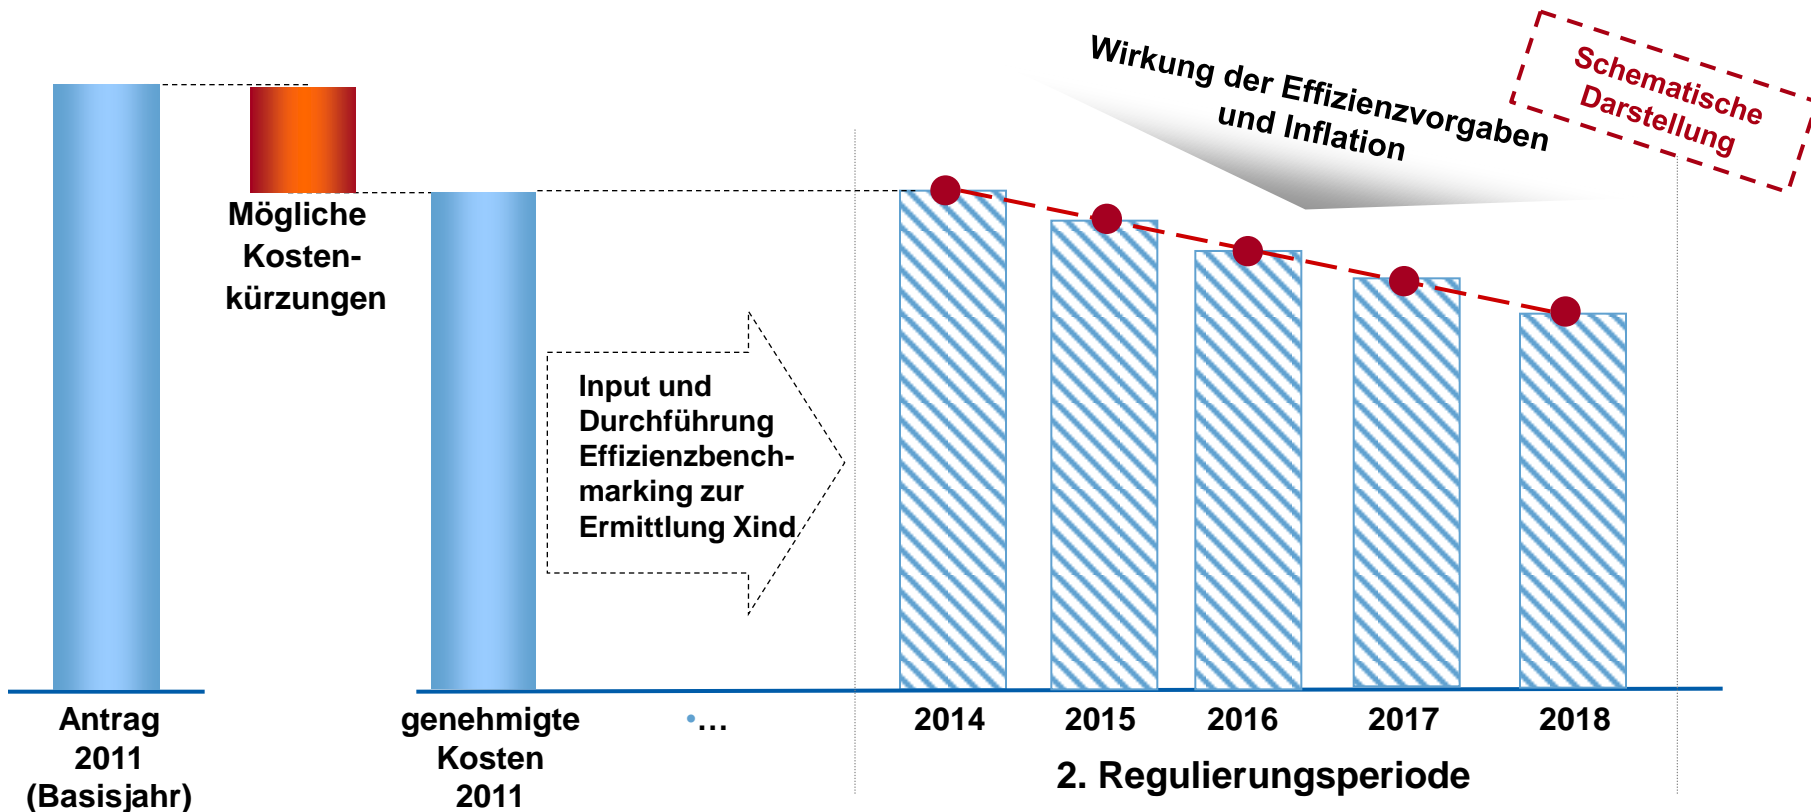 Wirkung der Effizienzvorgaben
und Inflation
Schematische
Darstellung
Mögliche
Kosten-
kürzungen
Input und
Durchführung
Effizienzbench-
marking zur
Ermittlung Xind
Antrag
2011
(Basisjahr)
genehmigte
Kosten
2011
•...
2014
2015
2016
2017
2018
2. Regulierungsperiode